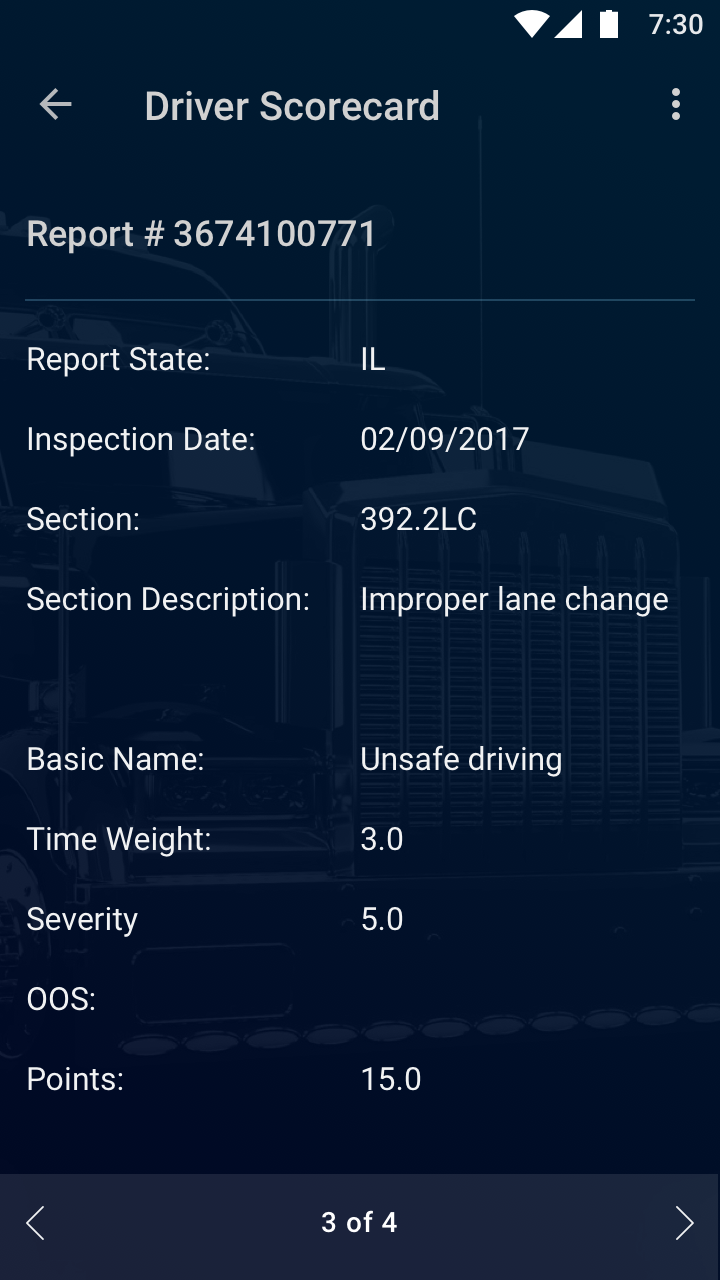 7:30
Driver Scorecard
Report # 3674100771
Report State: IL
Inspection Date: 02/09/2017
Section: 392.2LC
Section Description: Improper lane change
Basic Name: Unsafe driving
Time Weight: 3.0
Severity 5.0
OOS:
Points: 15.0
3 of 4